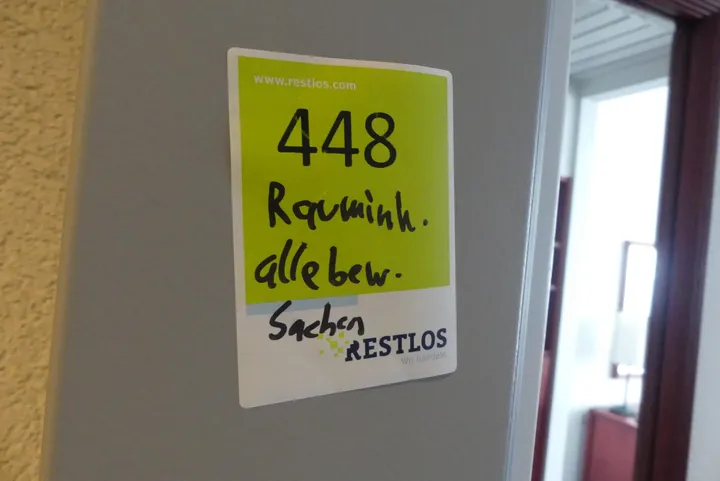 www.restlos.com
448
Rauminh.
alle bew.
Sachen
RESTLOS